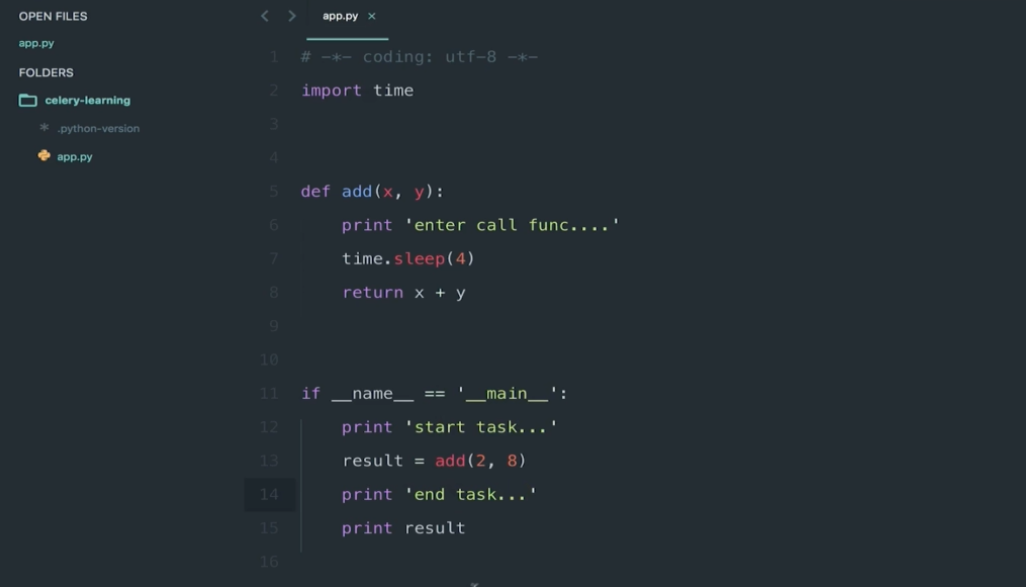 OPEN FILES
app.py
FOLDERS
celery-learning
.python-version
app.py
app.py ×
1 # -*- coding: utf-8 -*-
2 import time
3
4
5 def add(x, y):
6     print 'enter call func....'
7     time.sleep(4)
8     return x + y
9
10
11 if __name__ == '__main__':
12     print 'start task...'
13     result = add(2, 8)
14     print 'end task...'
15     print result
16